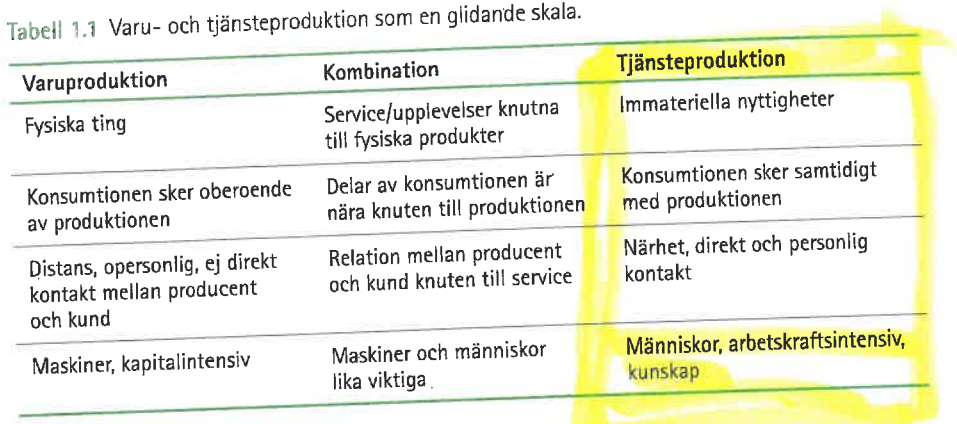 Tabell 1.1 Varu- och tjänsteproduktion som en glidande skala.
Varuproduktion
Kombination
Tjänsteproduktion
Fysiska ting
Service/upplevelser knutna
till fysiska produkter
Immateriella nyttigheter
Konsumtionen sker oberoende
av produktionen
Delar av konsumtionen är
nära knuten till produktionen
Konsumtionen sker samtidigt
med produktionen
Distans, opersonlig, ej direkt
kontakt mellan producent
och kund
Relation mellan producent
och kund knuten till service
Närhet, direkt och personlig
kontakt
Maskiner, kapitalintensiv
Maskiner och människor
lika viktiga
Människor, arbetskraftsintensiv,
kunskap